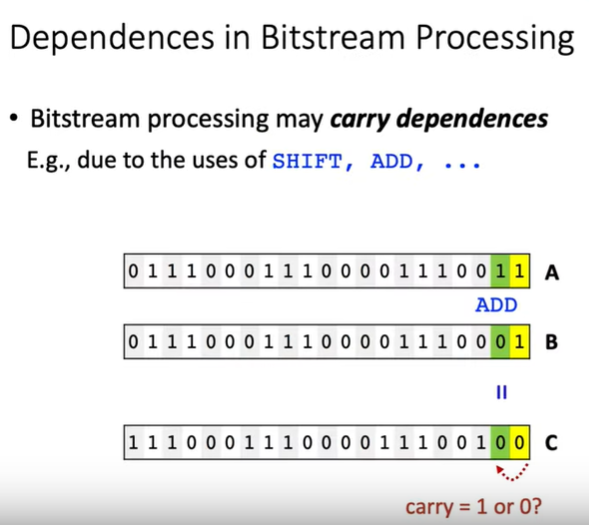 Dependences in Bitstream Processing
• Bitstream processing may carry dependences
E.g., due to the uses of SHIFT, ADD, ...
0 1 1 1 0 0 0 1 1 1 0 0 0 0 1 1 1 0 0 1 1 A
ADD
0 1 1 1 0 0 0 1 1 1 0 0 0 0 1 1 1 0 0 0 1 B
=
1 1 1 0 0 0 1 1 1 0 0 0 0 1 1 1 0 0 1 0 0 C
carry = 1 or 0?